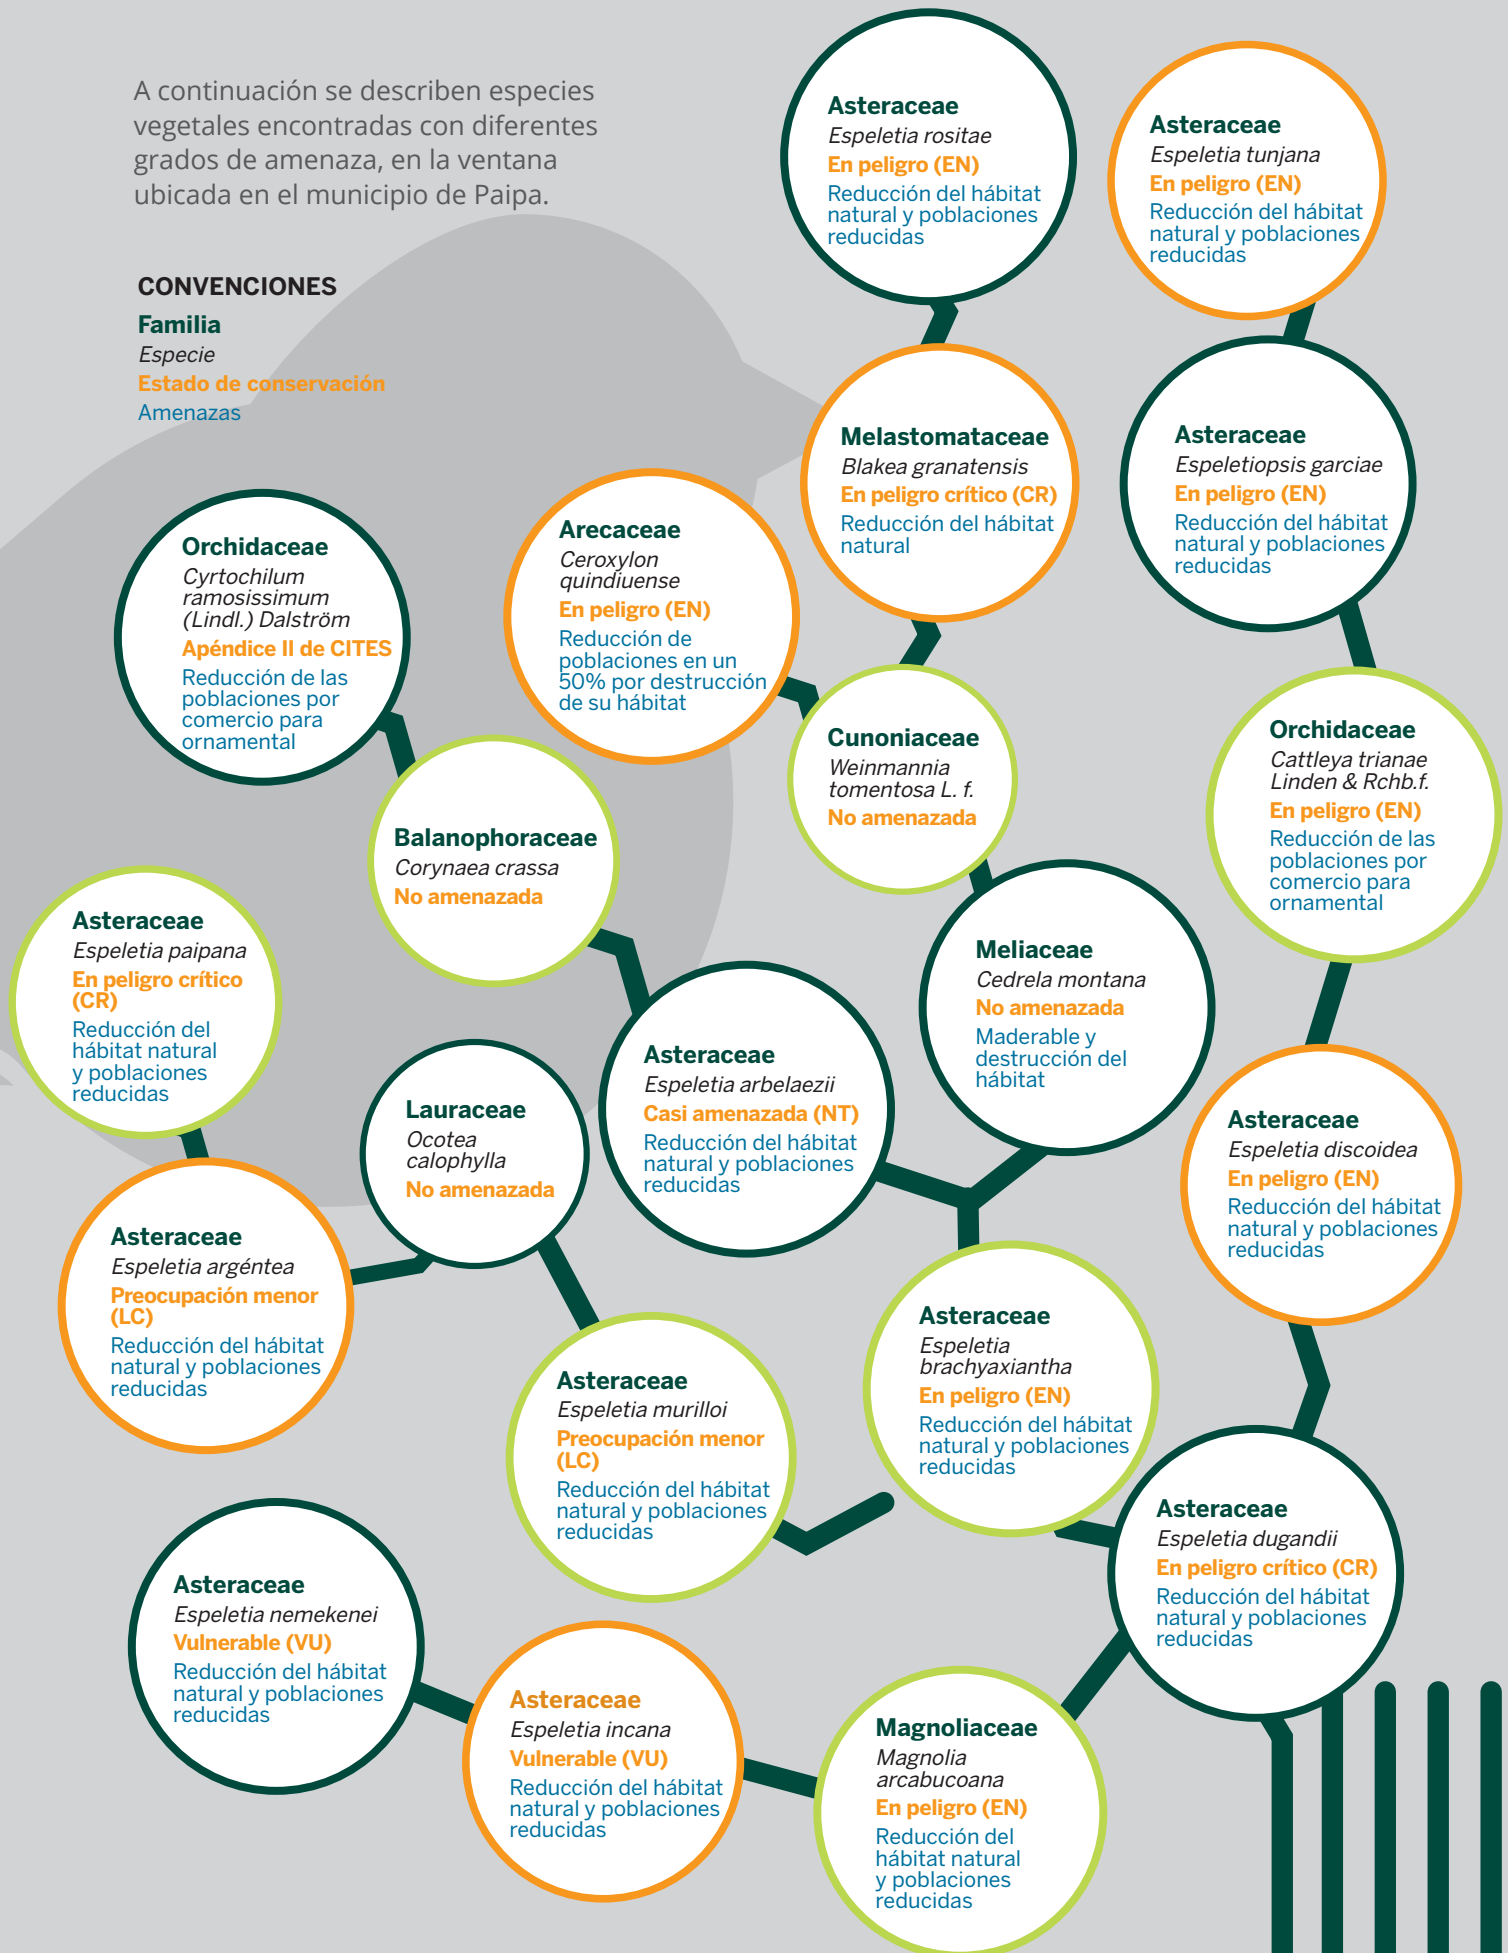 A continuación se describen especies
vegetales encontradas con diferentes
grados de amenaza, en la ventana
ubicada en el municipio de Paipa.
CONVENCIONES
Familia
Especie
Estado de conservación
Amenazas
Asteraceae
Espeletia rositae
En peligro (EN)
Reducción del hábitat
natural y poblaciones
reducidas
Asteraceae
Espeletia tunjana
En peligro (EN)
Reducción del hábitat
natural y poblaciones
reducidas
Melastomataceae
Blakea granatensis
En peligro crítico (CR)
Reducción del hábitat
natural
Asteraceae
Espeletiopsis garciae
En peligro (EN)
Reducción del hábitat
natural y poblaciones
reducidas
Orchidaceae
Cyrtochilum
ramosissimum
(Lindl.) Dalström
Apéndice II de CITES
Reducción de las
poblaciones por
comercio para
ornamental
Arecaceae
Ceroxylon
quindiuense
En peligro (EN)
Reducción de
poblaciones en un
50% por destrucción
de su hábitat
Cunoniaceae
Weinmannia
tomentosa L. f.
No amenazada
Orchidaceae
Cattleya trianae
Linden & Rchb.f.
En peligro (EN)
Reducción de las
poblaciones por
comercio para
ornamental
Balanophoraceae
Corynaea crassa
No amenazada
Asteraceae
Espeletia paipana
En peligro crítico
(CR)
Reducción del
hábitat natural
y poblaciones
reducidas
Meliaceae
Cedrela montana
No amenazada
Maderable y
destrucción del
hábitat
Asteraceae
Espeletia arbelaezii
Casi amenazada (NT)
Reducción del hábitat
natural y poblaciones
reducidas
Lauraceae
Ocotea
calophylla
No amenazada
Asteraceae
Espeletia discoidea
En peligro (EN)
Reducción del hábitat
natural y poblaciones
reducidas
Asteraceae
Espeletia argéntea
Preocupación menor
(LC)
Reducción del hábitat
natural y poblaciones
reducidas
Asteraceae
Espeletia
brachyaxiantha
En peligro (EN)
Reducción del hábitat
natural y poblaciones
reducidas
Asteraceae
Espeletia murilloi
Preocupación menor
(LC)
Reducción del hábitat
natural y poblaciones
reducidas
Asteraceae
Espeletia dugandii
En peligro crítico (CR)
Reducción del hábitat
natural y poblaciones
reducidas
Asteraceae
Espeletia nemekenei
Vulnerable (VU)
Reducción del hábitat
natural y poblaciones
reducidas
Asteraceae
Espeletia incana
Vulnerable (VU)
Reducción del hábitat
natural y poblaciones
reducidas
Magnoliaceae
Magnolia
arcabucoana
En peligro (EN)
Reducción del
hábitat natural
y poblaciones
reducidas